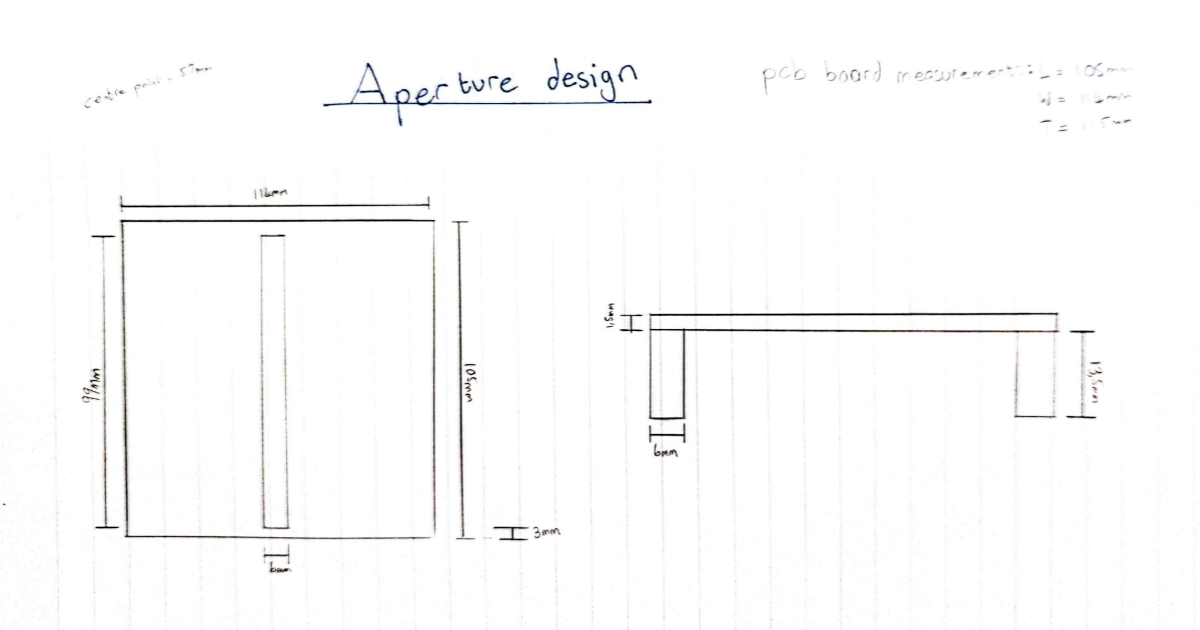 Aperture design
centre point = 57mm
pcb board measurements: L = 105mm
W = 116mm
T = 1.5mm
116mm
99mm
105mm
3mm
6mm
1.5mm
13.5mm
6mm